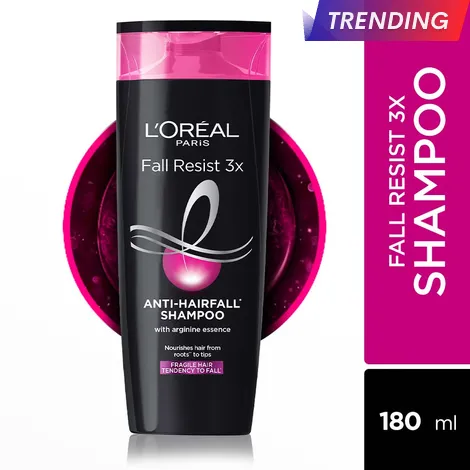 TRENDING
L'ORÉAL
PARIS
Fall Resist 3x
ANTI-HAIRFALL*
SHAMPOO
with arginine essence
Nourishes hair from
roots* to tips
FRAGILE HAIR
TENDENCY TO FALL*
FALL RESIST 3X
SHAMPOO
180 ml